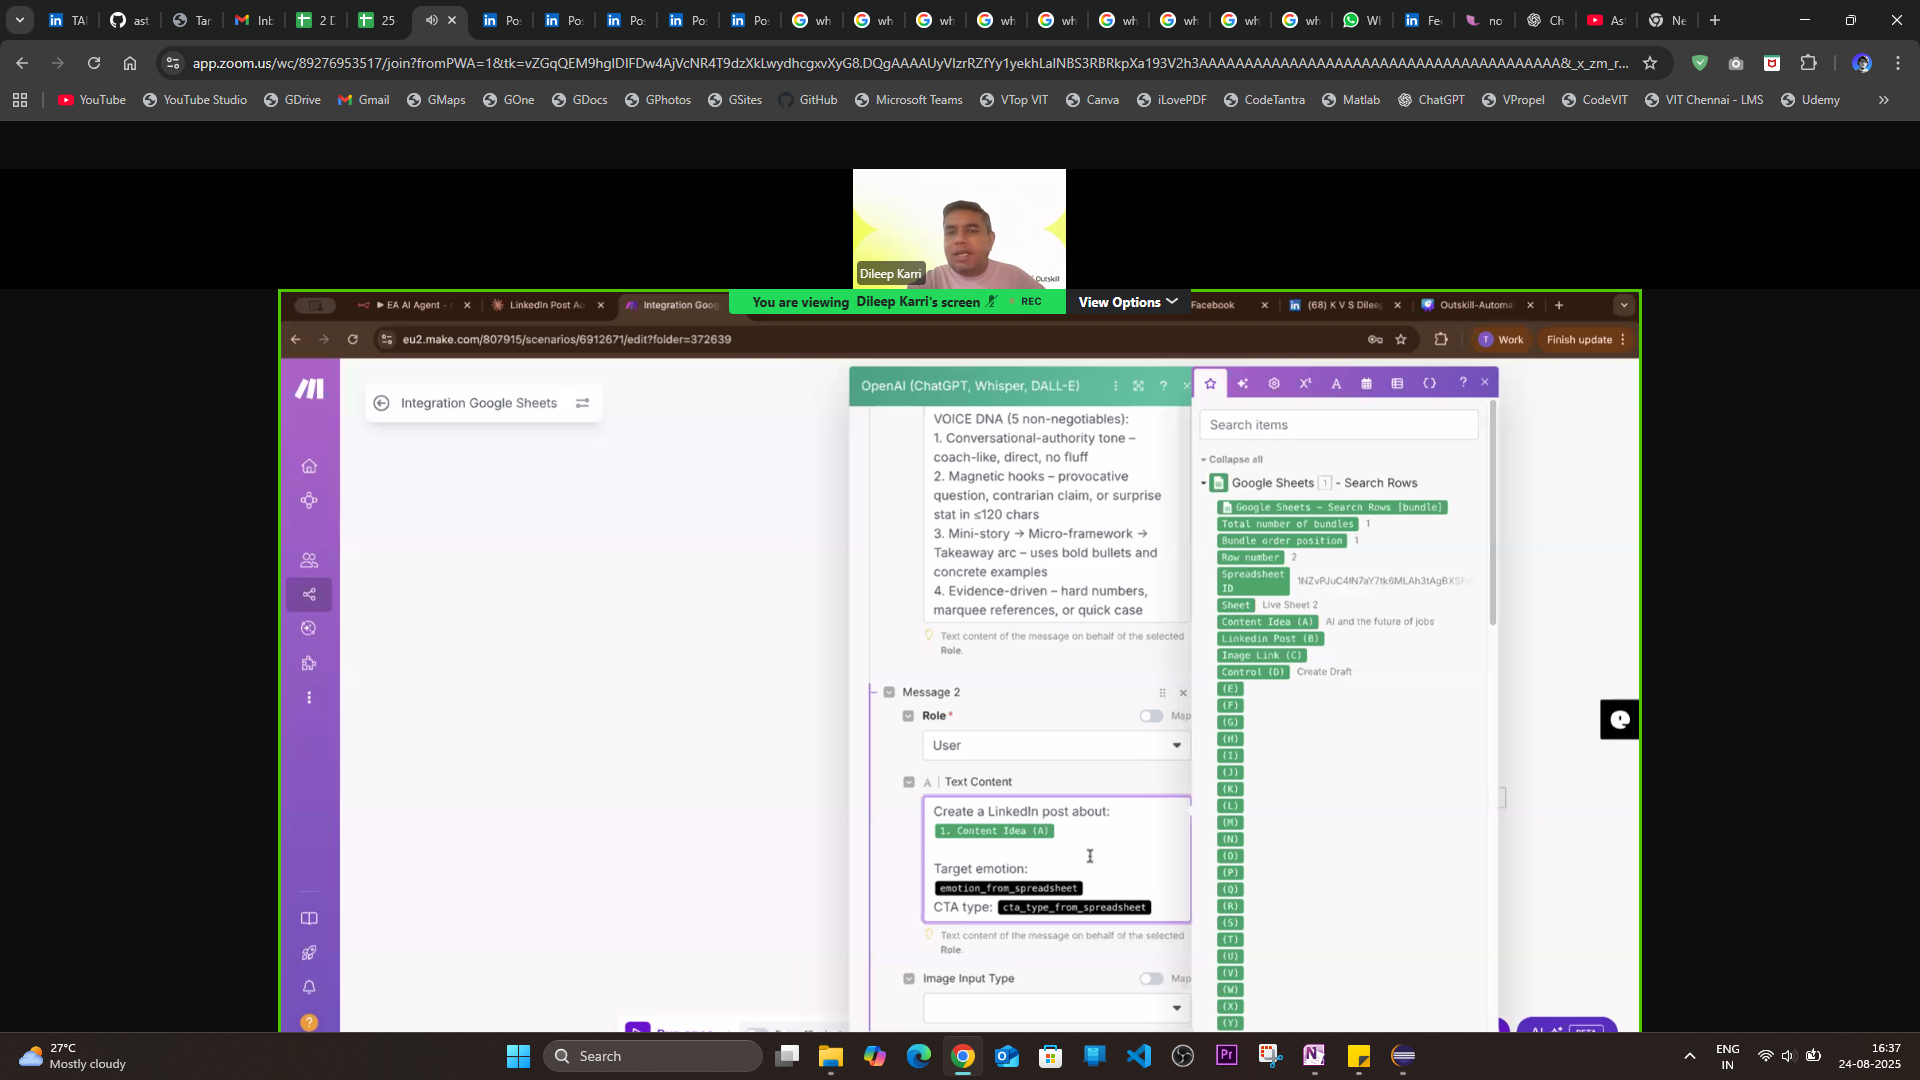 TA
ast
Tar
Inb
2 D
25-
Po
Po
Po
Po
Po
wh
wh
wh
wh
wh
wh
wh
wh
wh
Wl
Fe
no
Ch
As
Ne
app.zoom.us/wc/89276953517/join?fromPWA=1&tk=
YouTube
YouTube Studio
GDrive
Gmail
GMaps
GOne
GDocs
GPhotos
GSites
GitHub
Microsoft Teams
VTop VIT
Canva
iLovePDF
CodeTantra
Matlab
ChatGPT
VPropel
CodeVIT
VIT Chennai - LMS
Udemy
Outskill
Dileep Karri
You are viewing Dileep Karri's screen
REC
View Options
EA AI Agent -
LinkedIn Post Au
Integration Goog
Facebook
(68) K V S Dilee
Outskill-Automa
eu2.make.com/807915/scenarios/6912671/edit?folder=372639
Work
Finish update
Integration Google Sheets
OpenAI (ChatGPT, Whisper, DALL-E)
VOICE DNA (5 non-negotiables):
1. Conversational-authority tone –
coach-like, direct, no fluff
2. Magnetic hooks – provocative
question, contrarian claim, or surprise
stat in ≤120 chars
3. Mini-story → Micro-framework →
Takeaway arc – uses bold bullets and
concrete examples
4. Evidence-driven – hard numbers,
marquee references, or quick case
Text content of the message on behalf of the selected
Role.
Message 2
Role *
Map
User
A | Text Content
Create a LinkedIn post about:
1. Content Idea (A)
Target emotion:
emotion_from_spreadsheet
CTA type: cta_type_from_spreadsheet
Text content of the message on behalf of the selected
Role.
Image Input Type
Map
Search items
Collapse all
Google Sheets 1 - Search Rows
Google Sheets – Search Rows [bundle]
Total number of bundles 1
Bundle order position 1
Row number 2
Spreadsheet
ID
Sheet Live Sheet 2
Content Idea (A) AI and the future of jobs
Linkedin Post (B)
Image Link (C)
Control (D) Create Draft
(E)
(F)
(G)
(H)
(I)
(J)
(K)
(L)
(M)
(N)
(O)
(P)
(Q)
(R)
(S)
(T)
(U)
(V)
(W)
(X)
(Y)
AI
BETA
27°C
Mostly cloudy
Search
ENG
IN
16:37
24-08-2025